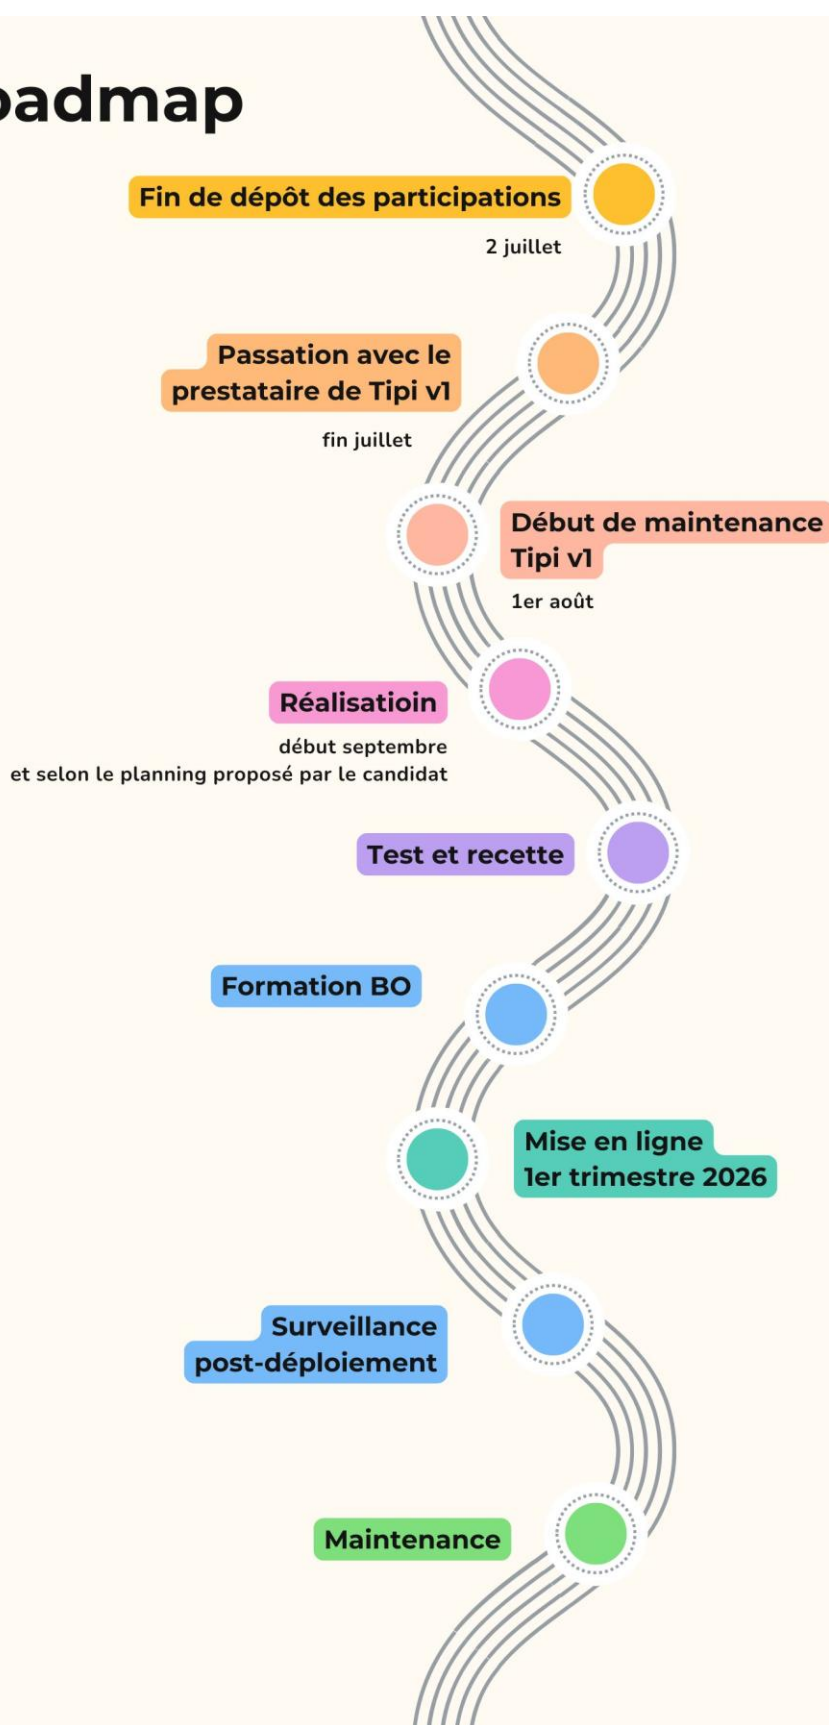 oadmap
Fin de dépôt des participations
2 juillet
Passation avec le
prestataire de Tipi v1
fin juillet
Début de maintenance
Tipi v1
1er août
Réalisatioin
début septembre
et selon le planning proposé par le candidat
Test et recette
Formation BO
Mise en ligne
1er trimestre 2026
Surveillance
post-déploiement
Maintenance